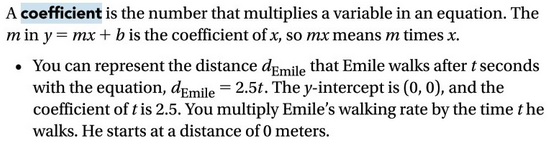 A coefficient is the number that multiplies a variable in an equation. The
m in y = mx + b is the coefficient of x, so mx means m times x.
• You can represent the distance dEmile that Emile walks after t seconds
with the equation, dEmile = 2.5t. The y-intercept is (0, 0), and the
coefficient of t is 2.5. You multiply Emile's walking rate by the time t he
walks. He starts at a distance of 0 meters.